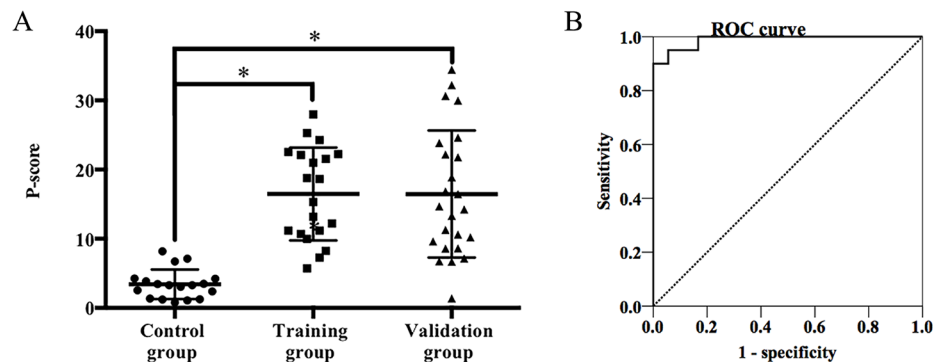 A
40
30
20
10
0
P-score
*
*
*
Control group
Training group
Validation group
B
ROC curve
1.0
0.8
0.6
0.4
0.2
0.0
Sensitivity
0.0 0.2 0.4 0.6 0.8 1.0
1 - specificity